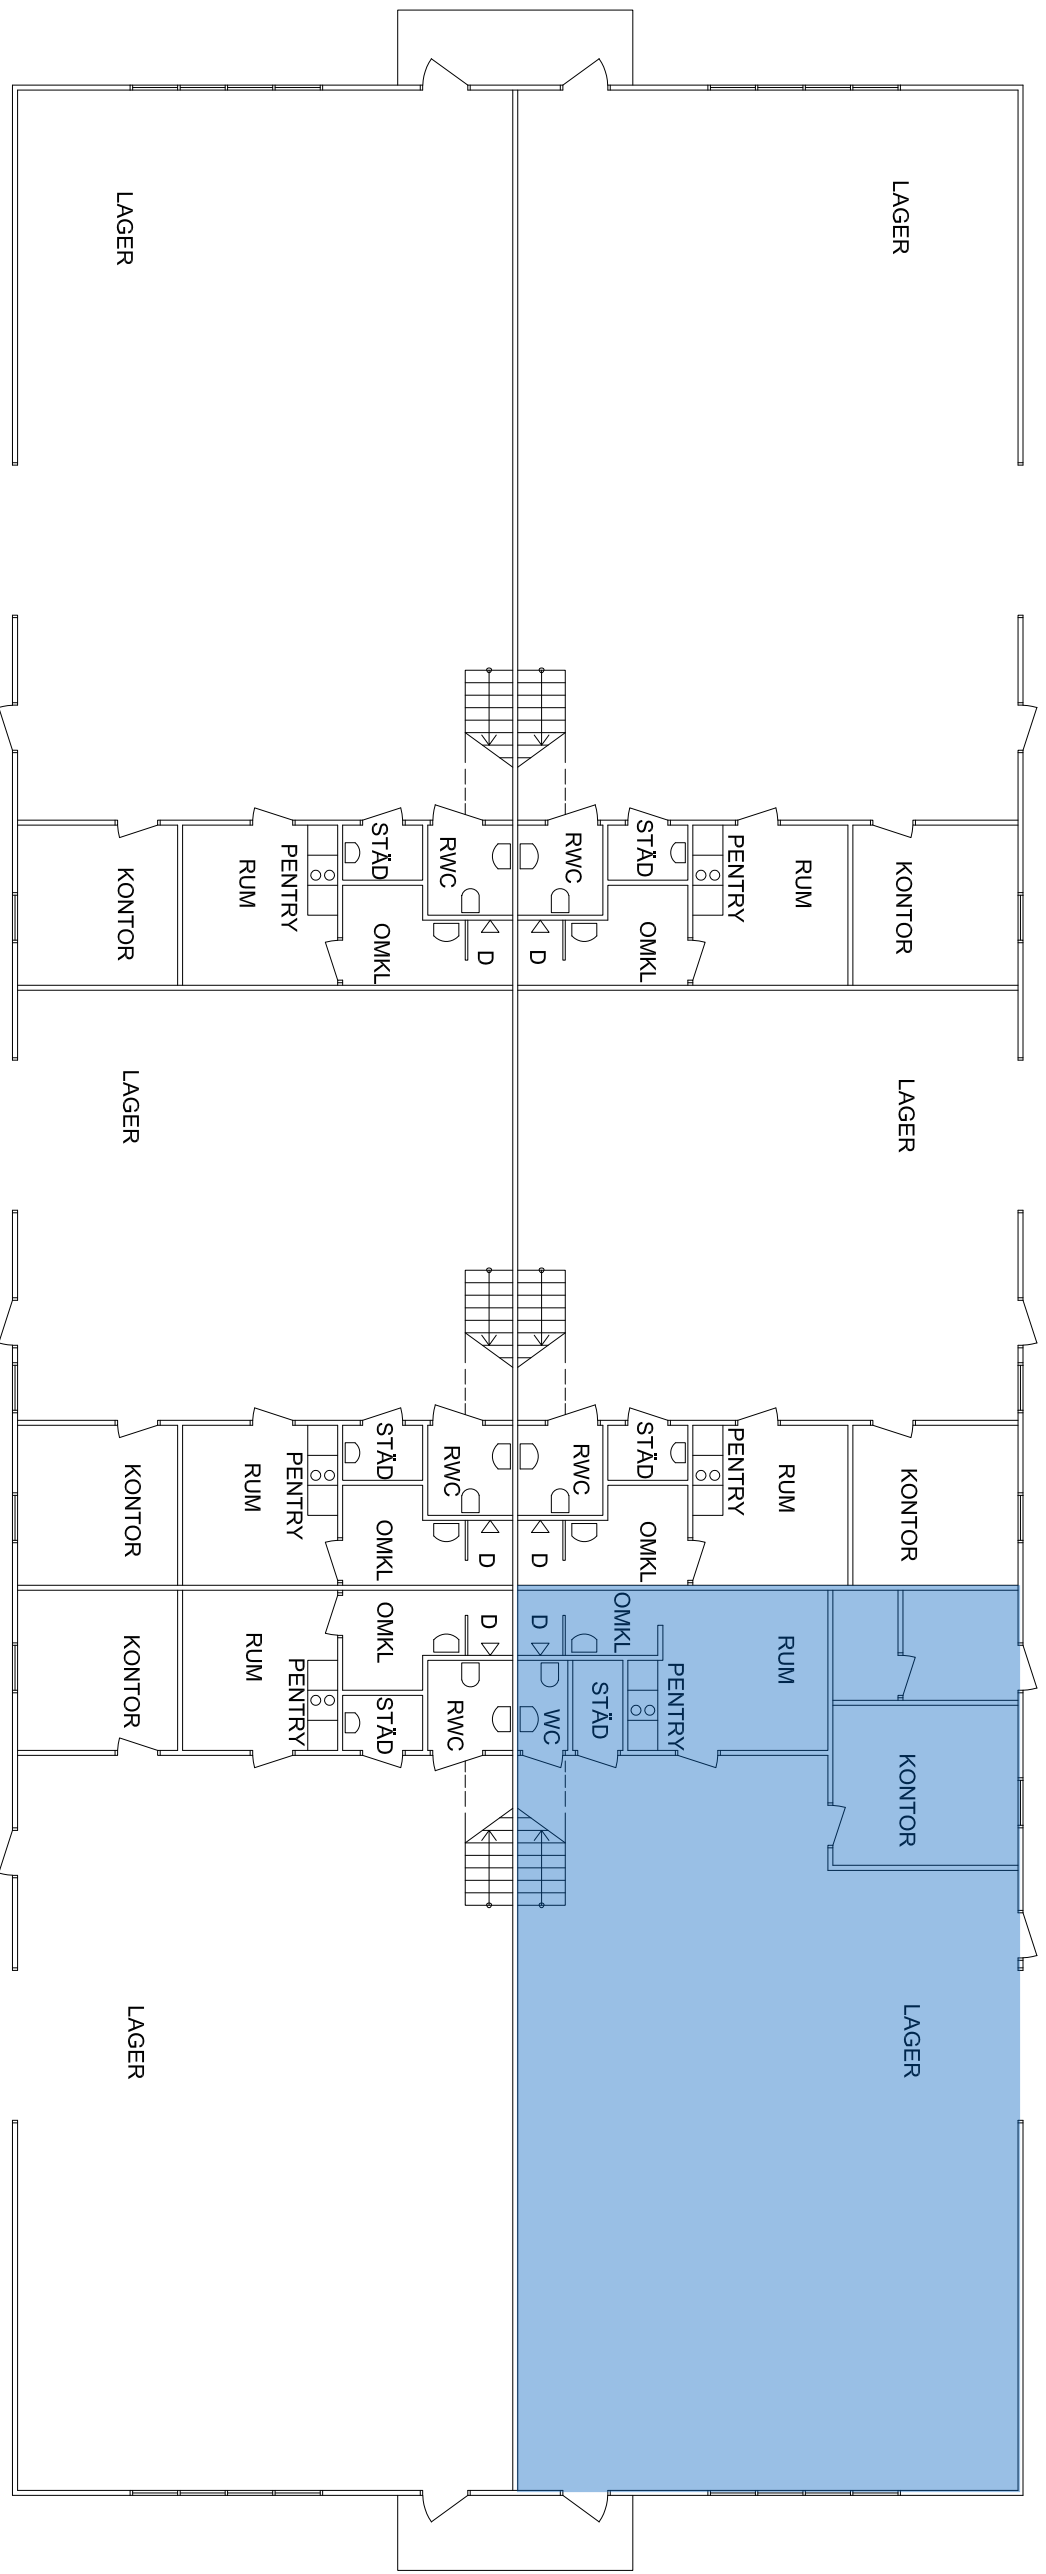 LAGER
LAGER
KONTOR
RUM
PENTRY
STÄD
OMKL
RWC
D
D
RWC
STÄD
OMKL
PENTRY
RUM
KONTOR
LAGER
LAGER
KONTOR
RUM
PENTRY
STÄD
OMKL
RWC
D
D
RWC
STÄD
OMKL
PENTRY
RUM
KONTOR
KONTOR
RUM
PENTRY
OMKL
STÄD
RWC
D
D
WC
OMKL
STÄD
PENTRY
RUM
KONTOR
LAGER
LAGER